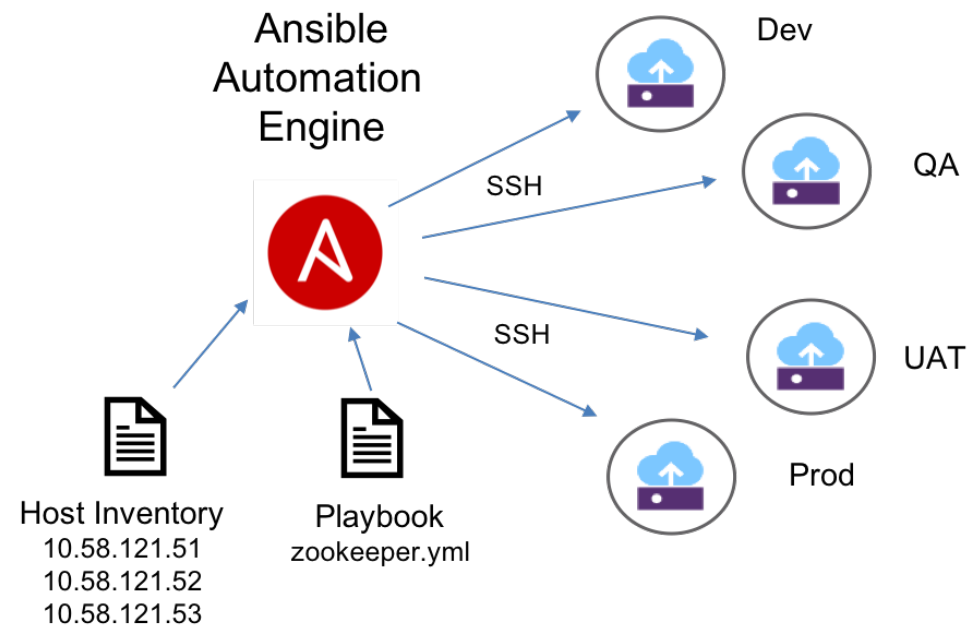 Ansible
Automation
Engine
Dev
SSH
QA
SSH
UAT
Prod
Host Inventory
10.58.121.51
10.58.121.52
10.58.121.53
Playbook
zookeeper.yml